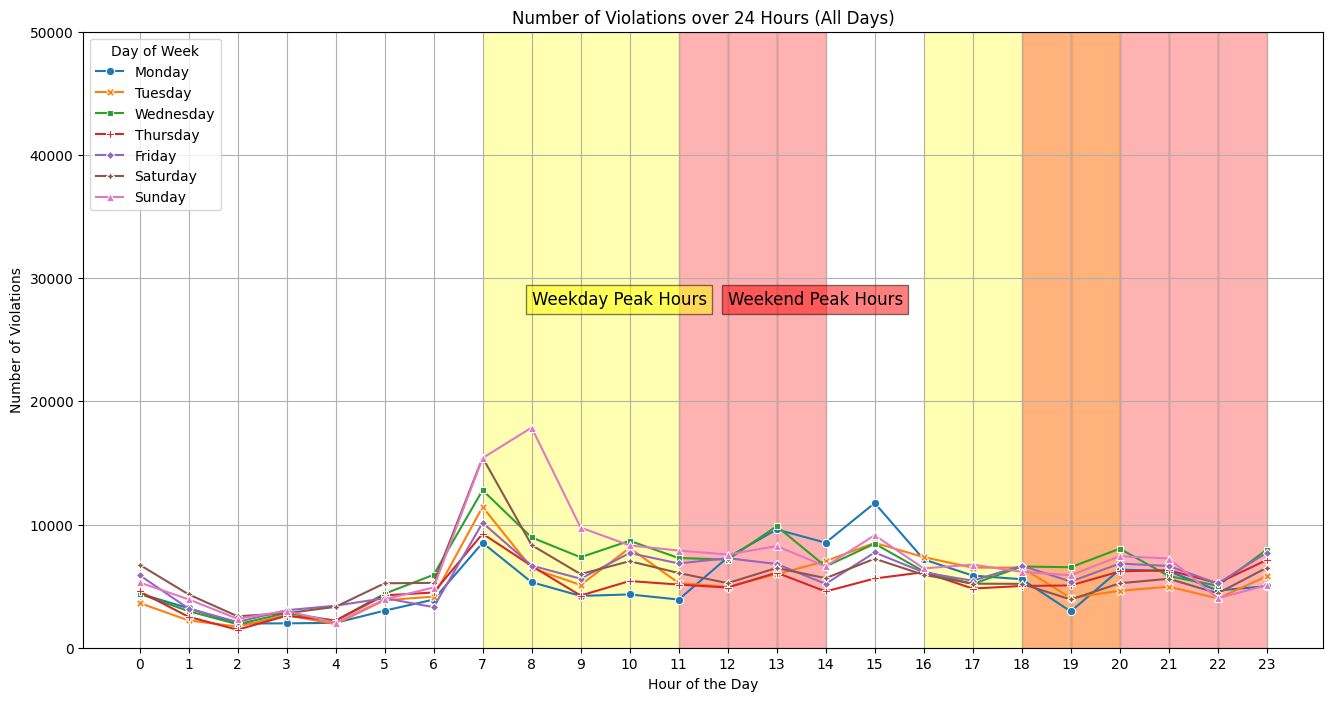 Number of Violations over 24 Hours (All Days)
Number of Violations
50000
40000
30000
20000
10000
0
Day of Week
Monday
Tuesday
Wednesday
Thursday
Friday
Saturday
Sunday
Weekday Peak Hours
Weekend Peak Hours
0 1 2 3 4 5 6 7 8 9 10 11 12 13 14 15 16 17 18 19 20 21 22 23
Hour of the Day